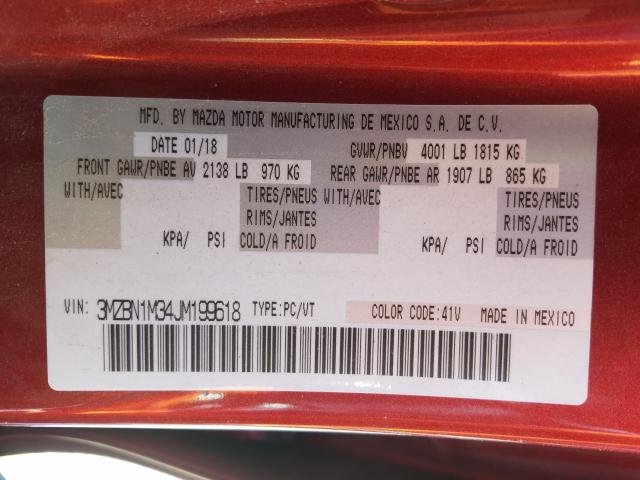 MFD. BY MAZDA MOTOR MANUFACTURING DE MEXICO S.A. DE C.V.
DATE 01/18 GVWR/PNBV 4001 LB 1815 KG
FRONT GAWR/PNBE AV 2138 LB 970 KG REAR GAWR/PNBE AR 1907 LB 865 KG
WITH/AVEC TIRES/PNEUS WITH/AVEC TIRES/PNEUS
RIMS/JANTES RIMS/JANTES
KPA/ PSI COLD/A FROID KPA/ PSI COLD/A FROID
VIN: 3MZBN1M34JM199618 TYPE:PC/VT COLOR CODE:41V MADE IN MEXICO